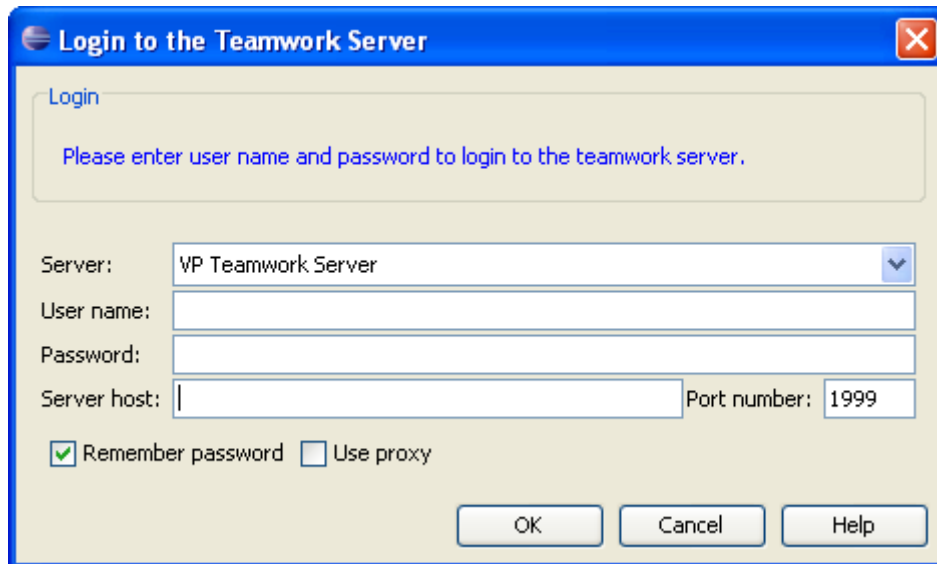 Login to the Teamwork Server
Login
Please enter user name and password to login to the teamwork server.
Server: VP Teamwork Server
User name:
Password:
Server host: Port number: 1999
Remember password Use proxy
OK Cancel Help